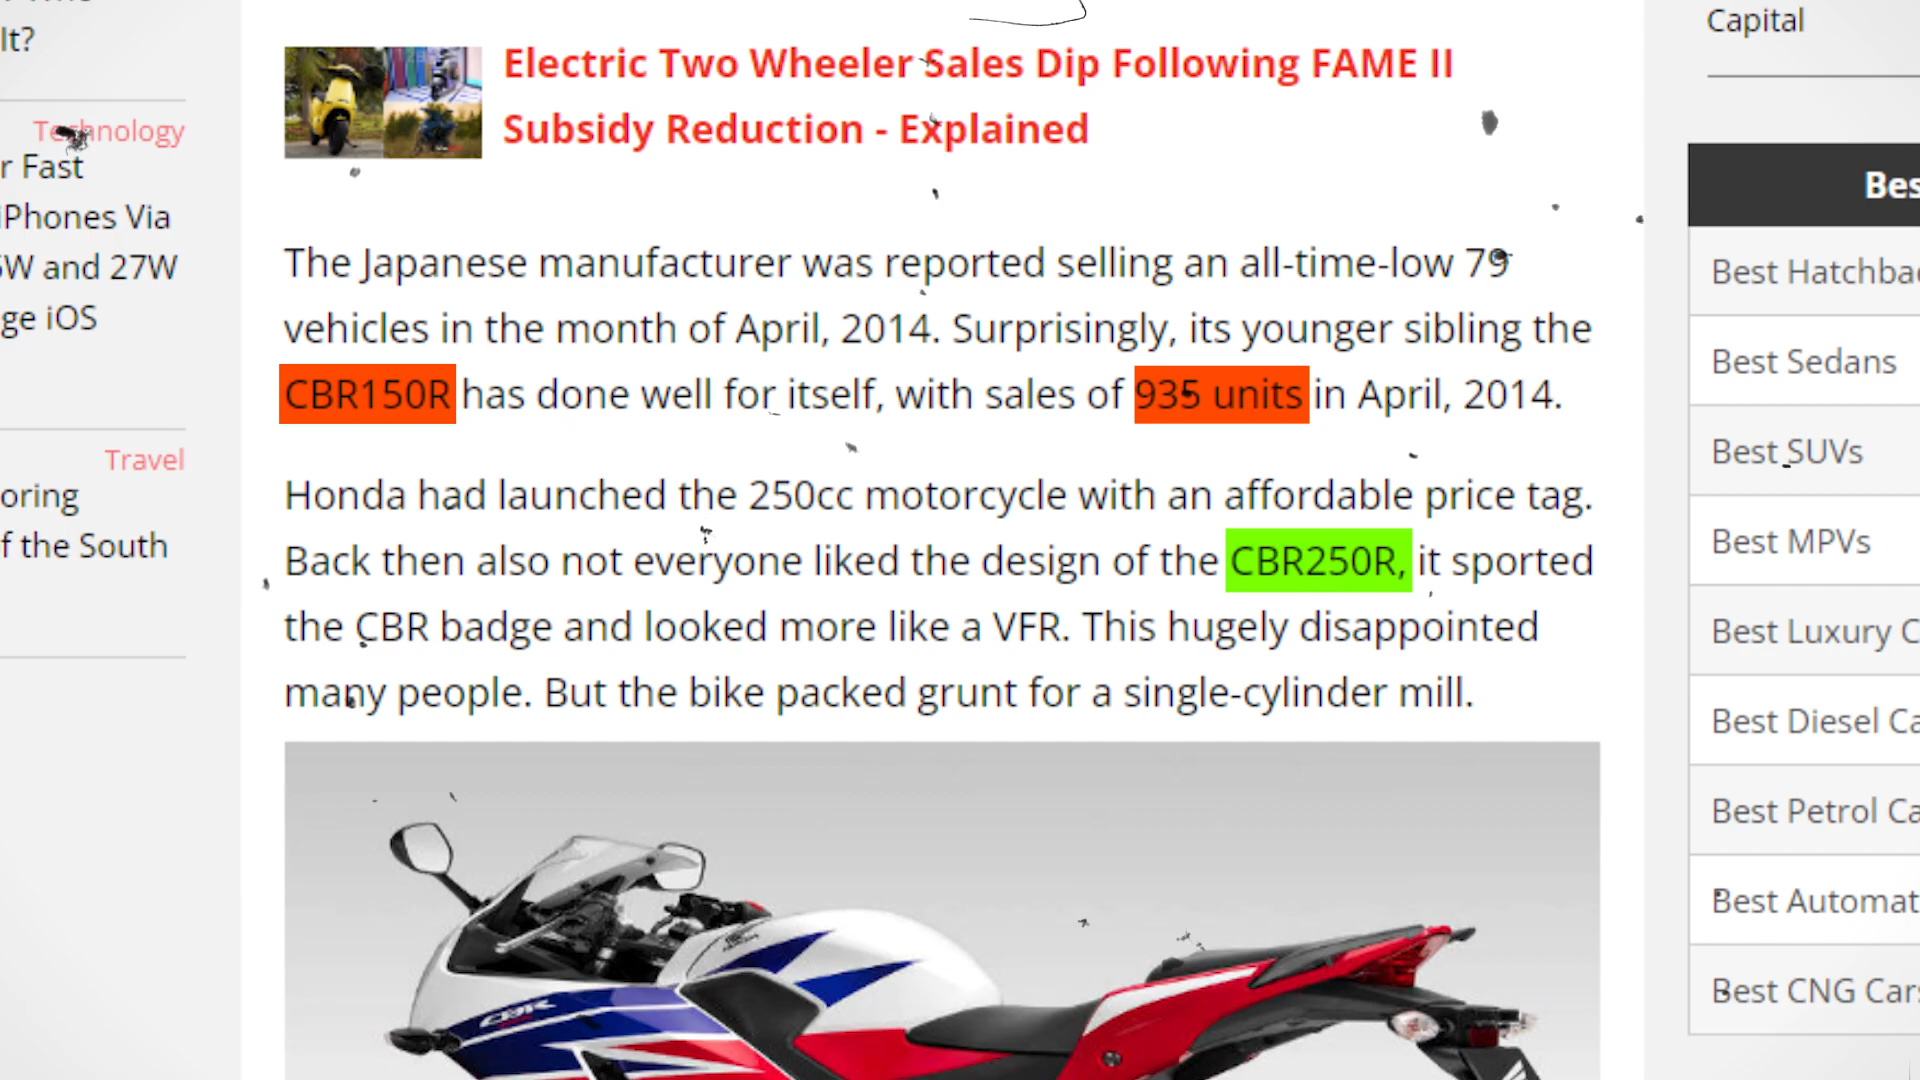 It?
Technology
r Fast
iPhones Via
W and 27W
ge iOS
Travel
oring
f the South
Electric Two Wheeler Sales Dip Following FAME II
Subsidy Reduction - Explained
The Japanese manufacturer was reported selling an all-time-low 79
vehicles in the month of April, 2014. Surprisingly, its younger sibling the
CBR150R has done well for itself, with sales of 935 units in April, 2014.
Honda had launched the 250cc motorcycle with an affordable price tag.
Back then also not everyone liked the design of the CBR250R, it sported
the CBR badge and looked more like a VFR. This hugely disappointed
many people. But the bike packed grunt for a single-cylinder mill.
CBR
Capital
Bes
Best Hatchba
Best Sedans
Best SUVs
Best MPVs
Best Luxury C
Best Diesel Ca
Best Petrol Ca
Best Automat
Best CNG Cars